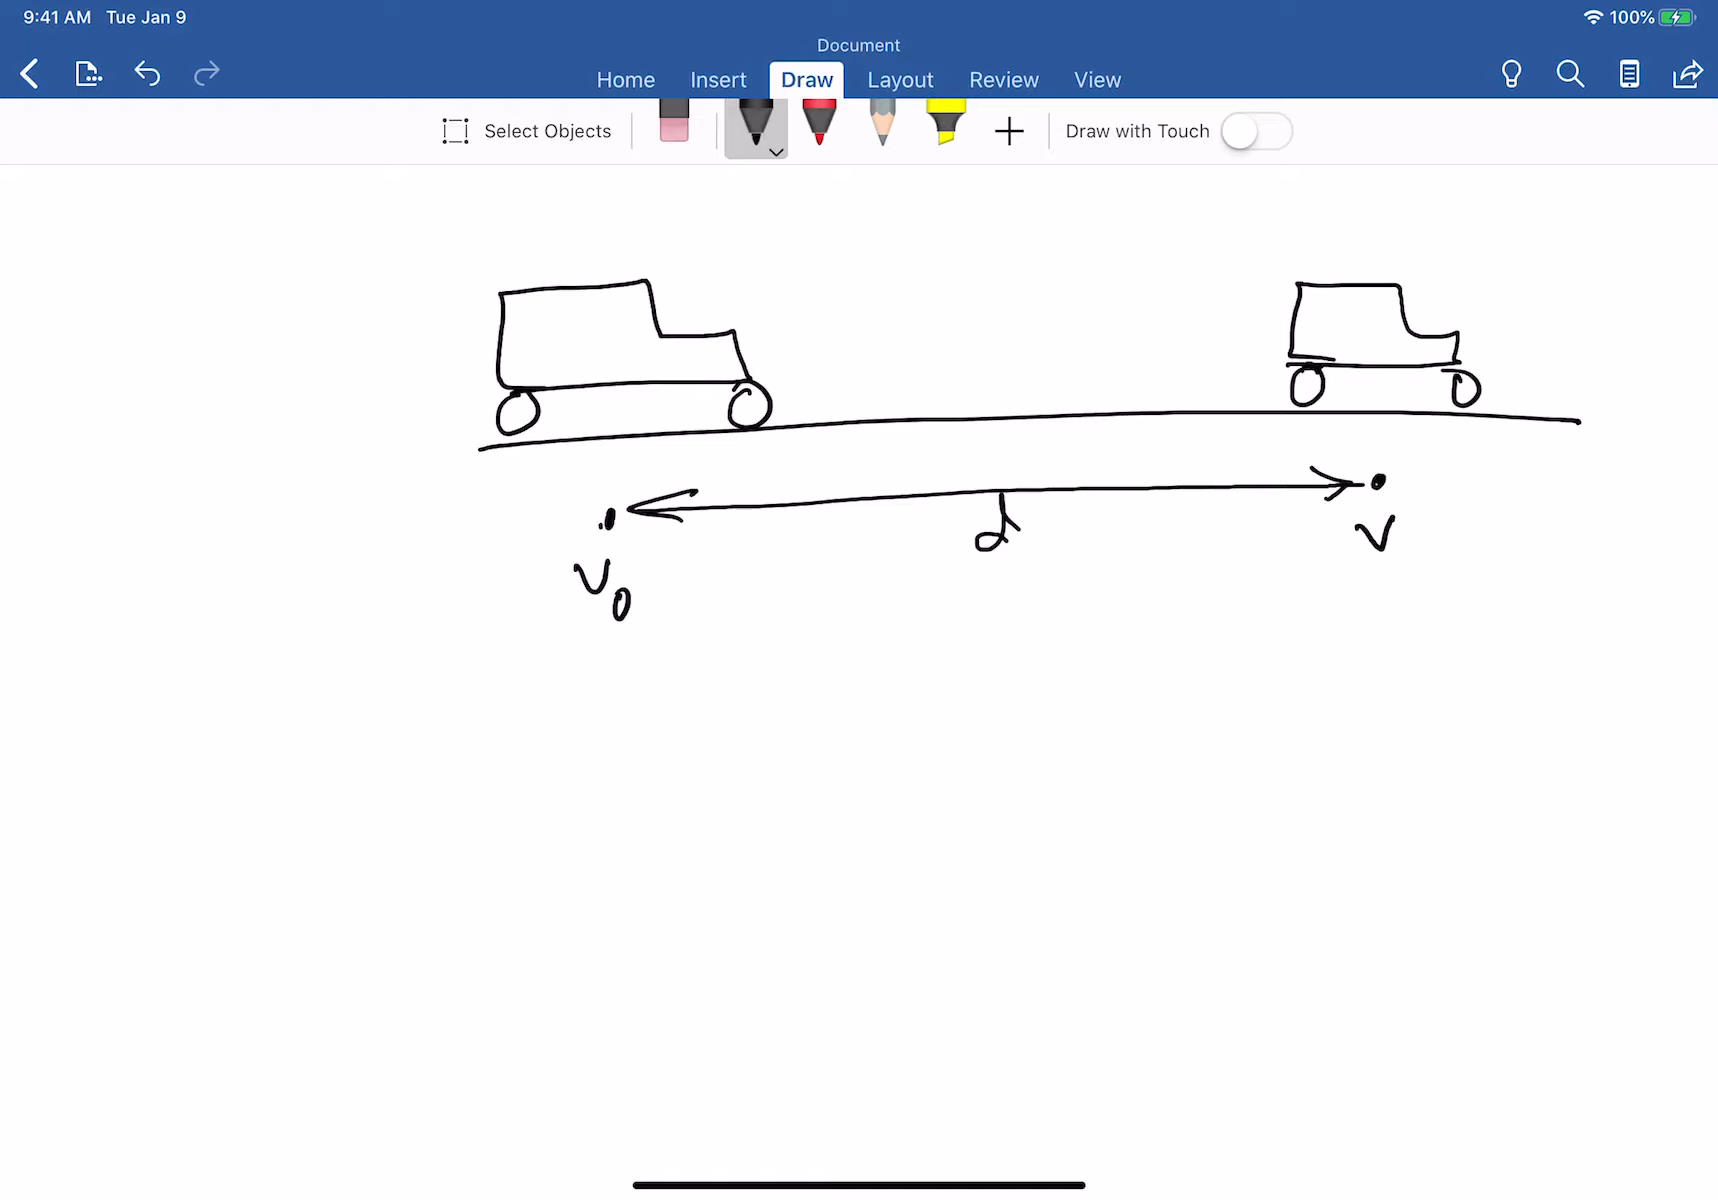 9:41 AM Tue Jan 9
100%
Document
Home Insert Draw Layout Review View
Select Objects
Draw with Touch
d
V
V₀